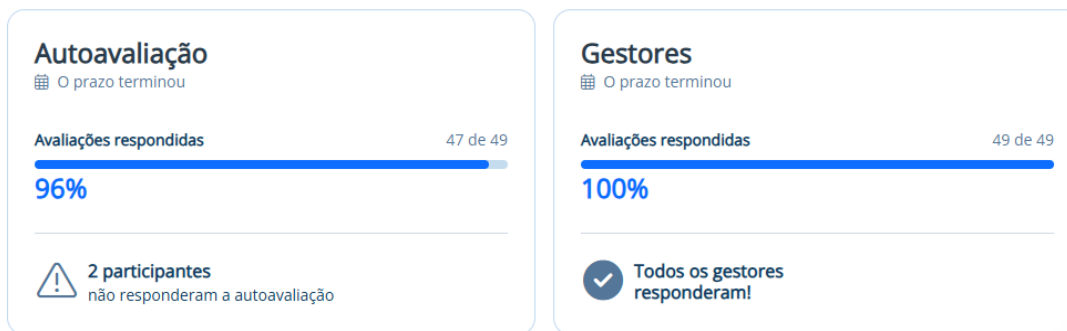 Autoavaliação
O prazo terminou
Avaliações respondidas 47 de 49
96%
2 participantes
não responderam a autoavaliação
Gestores
O prazo terminou
Avaliações respondidas 49 de 49
100%
Todos os gestores
responderam!